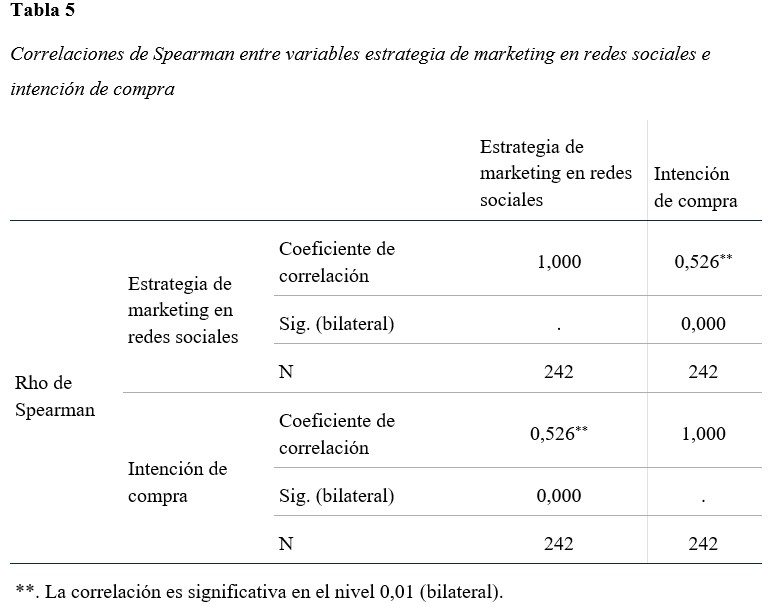 Tabla 5
Correlaciones de Spearman entre variables estrategia de marketing en redes sociales e
intención de compra
Estrategia de
marketing en redes
sociales
Intención
de compra
Rho de
Spearman
Estrategia de
marketing en
redes sociales
Coeficiente de
correlación
1,000
0,526**
Sig. (bilateral)
.
0,000
N
242
242
Intención de
compra
Coeficiente de
correlación
0,526**
1,000
Sig. (bilateral)
0,000
.
N
242
242
**. La correlación es significativa en el nivel 0,01 (bilateral).